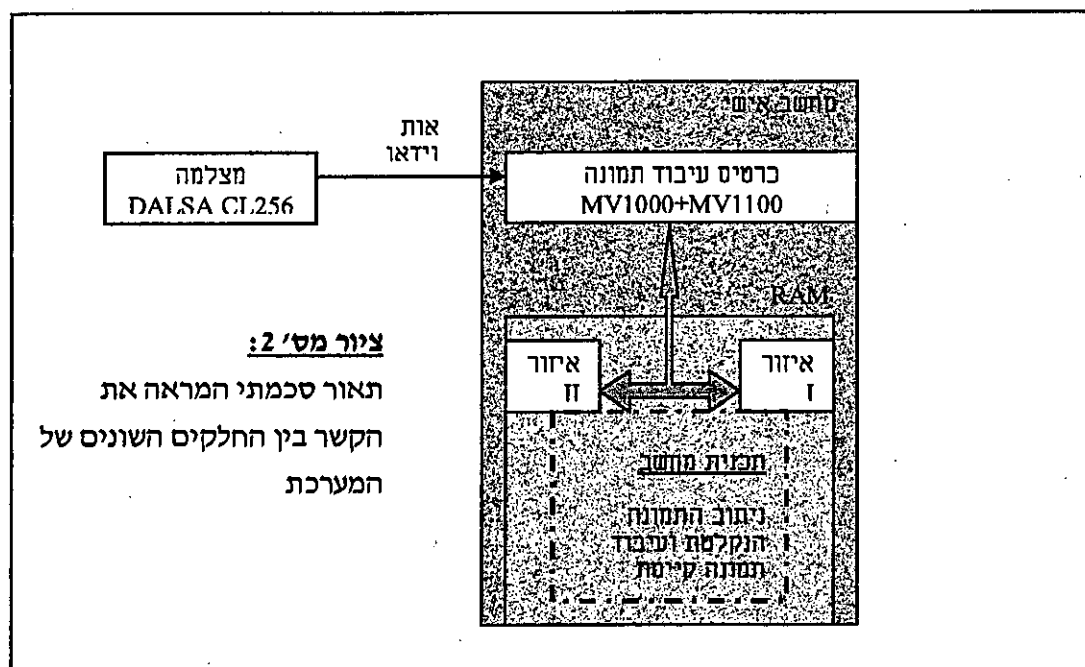 מחשב אישי
אות
וידאו
מצלמה
DALSA CL256
כרטיס עיבוד תמונה
MV1000+MV1100
RAM
איזור
I
איזור
II
ציור מס' 2:
תאור סכמתי המראה את
הקשר בין החלקים השונים של
המערכת
תכנית מחשב
ניתוב התמונה
הנקלטת ועיבוד
תמונה קיימת